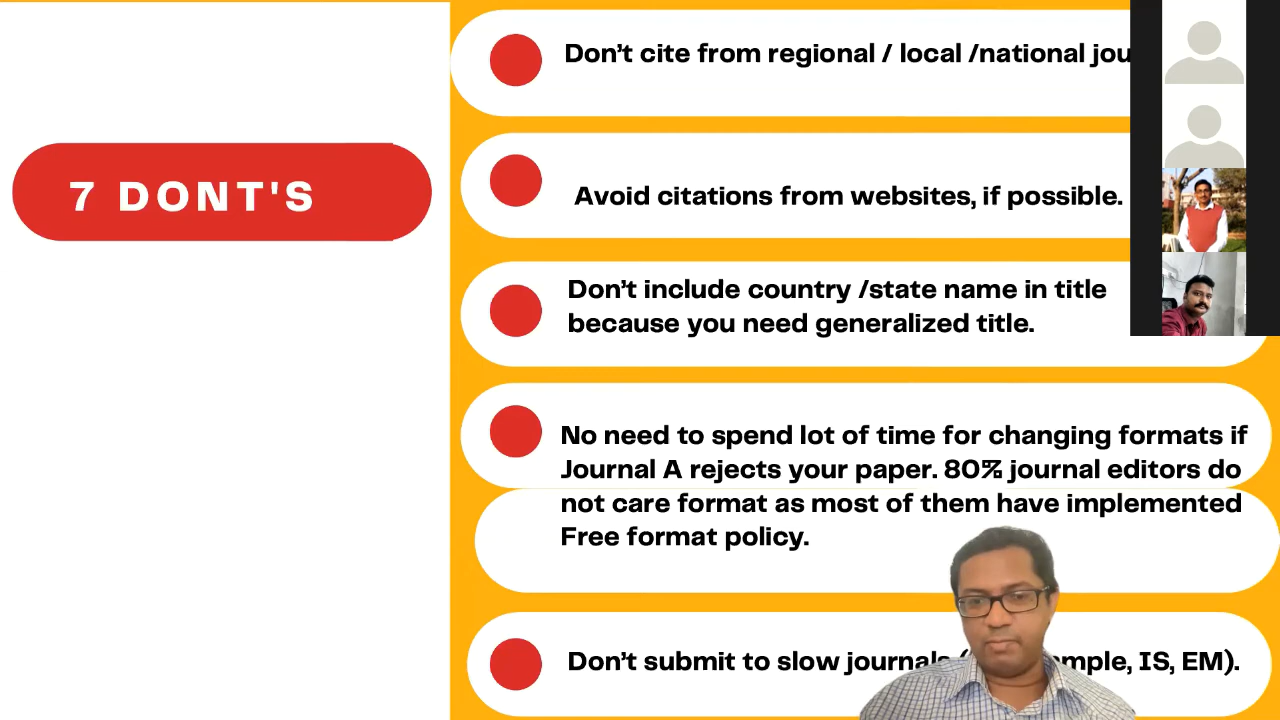 7 DONT'S
Don't cite from regional / local /national jou
Avoid citations from websites, if possible.
Don't include country /state name in title
because you need generalized title.
No need to spend lot of time for changing formats if
Journal A rejects your paper. 80% journal editors do
not care format as most of them have implemented
Free format policy.
Don't submit to slow journals ( mple, IS, EM).